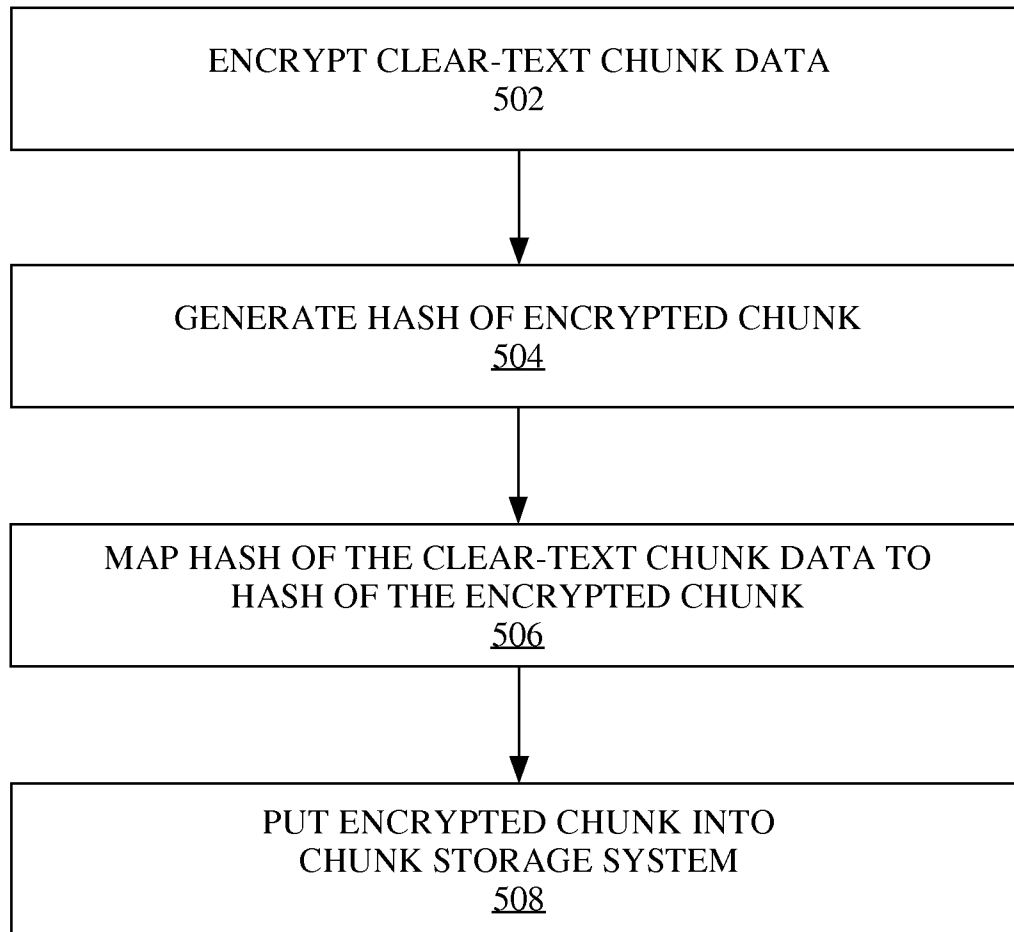 ENCRYPT CLEAR-TEXT CHUNK DATA
502
GENERATE HASH OF ENCRYPTED CHUNK
504
MAP HASH OF THE CLEAR-TEXT CHUNK DATA TO
HASH OF THE ENCRYPTED CHUNK
506
PUT ENCRYPTED CHUNK INTO
CHUNK STORAGE SYSTEM
508